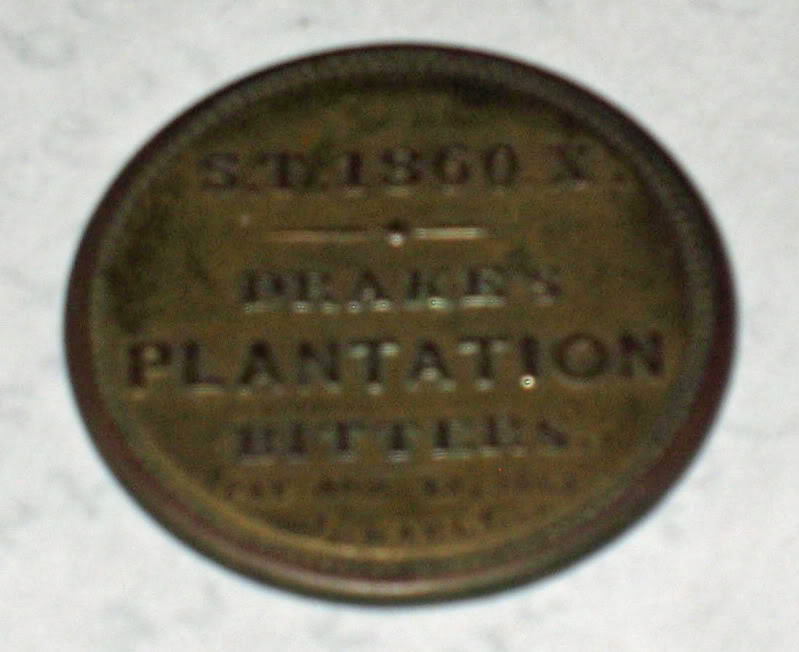 S.T. 1860 X.
DRAKE'S
PLANTATION
BITTERS